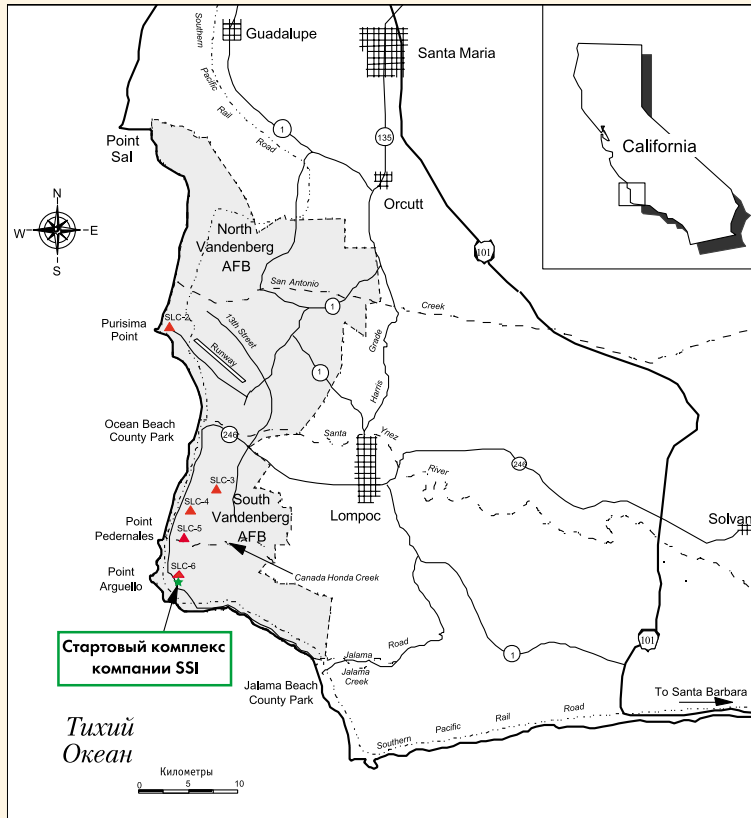 Guadalupe
Santa Maria
Southern
Pacific
Rail
Road
1
135
Point
Sal
Orcutt
California
N
W
E
S
North
Vandenberg
AFB
101
San Antonio
Creek
1
Purisima
Point
SLC-2
13th Street
Runway
1
Grade
Harris
Ocean Beach
County Park
246
Santa
Ynez
River
246
SLC-3
SLC-4
South
Vandenberg
AFB
Lompoc
Solvan
Point
Pedernales
SLC-5
Point
Arguello
SLC-6
Canada Honda Creek
Стартовый комплекс
компании SSI
Jalama
Road
Jalama
Creek
1
101
Jalama Beach
County Park
To Santa Barbara
Southern
Pacific
Rail
Road
Тихий
Океан
Километры
0 5 10